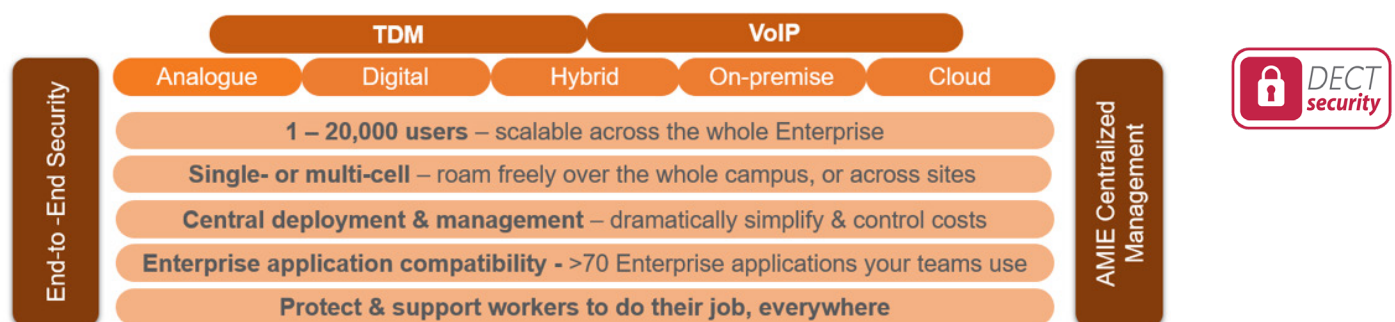 TDM
VoIP
Analogue
Digital
Hybrid
On-premise
Cloud
End-to -End Security
1 – 20,000 users – scalable across the whole Enterprise
Single- or multi-cell – roam freely over the whole campus, or across sites
Central deployment & management – dramatically simplify & control costs
Enterprise application compatibility - >70 Enterprise applications your teams use
Protect & support workers to do their job, everywhere
AMIE Centralized
Management
DECT
security